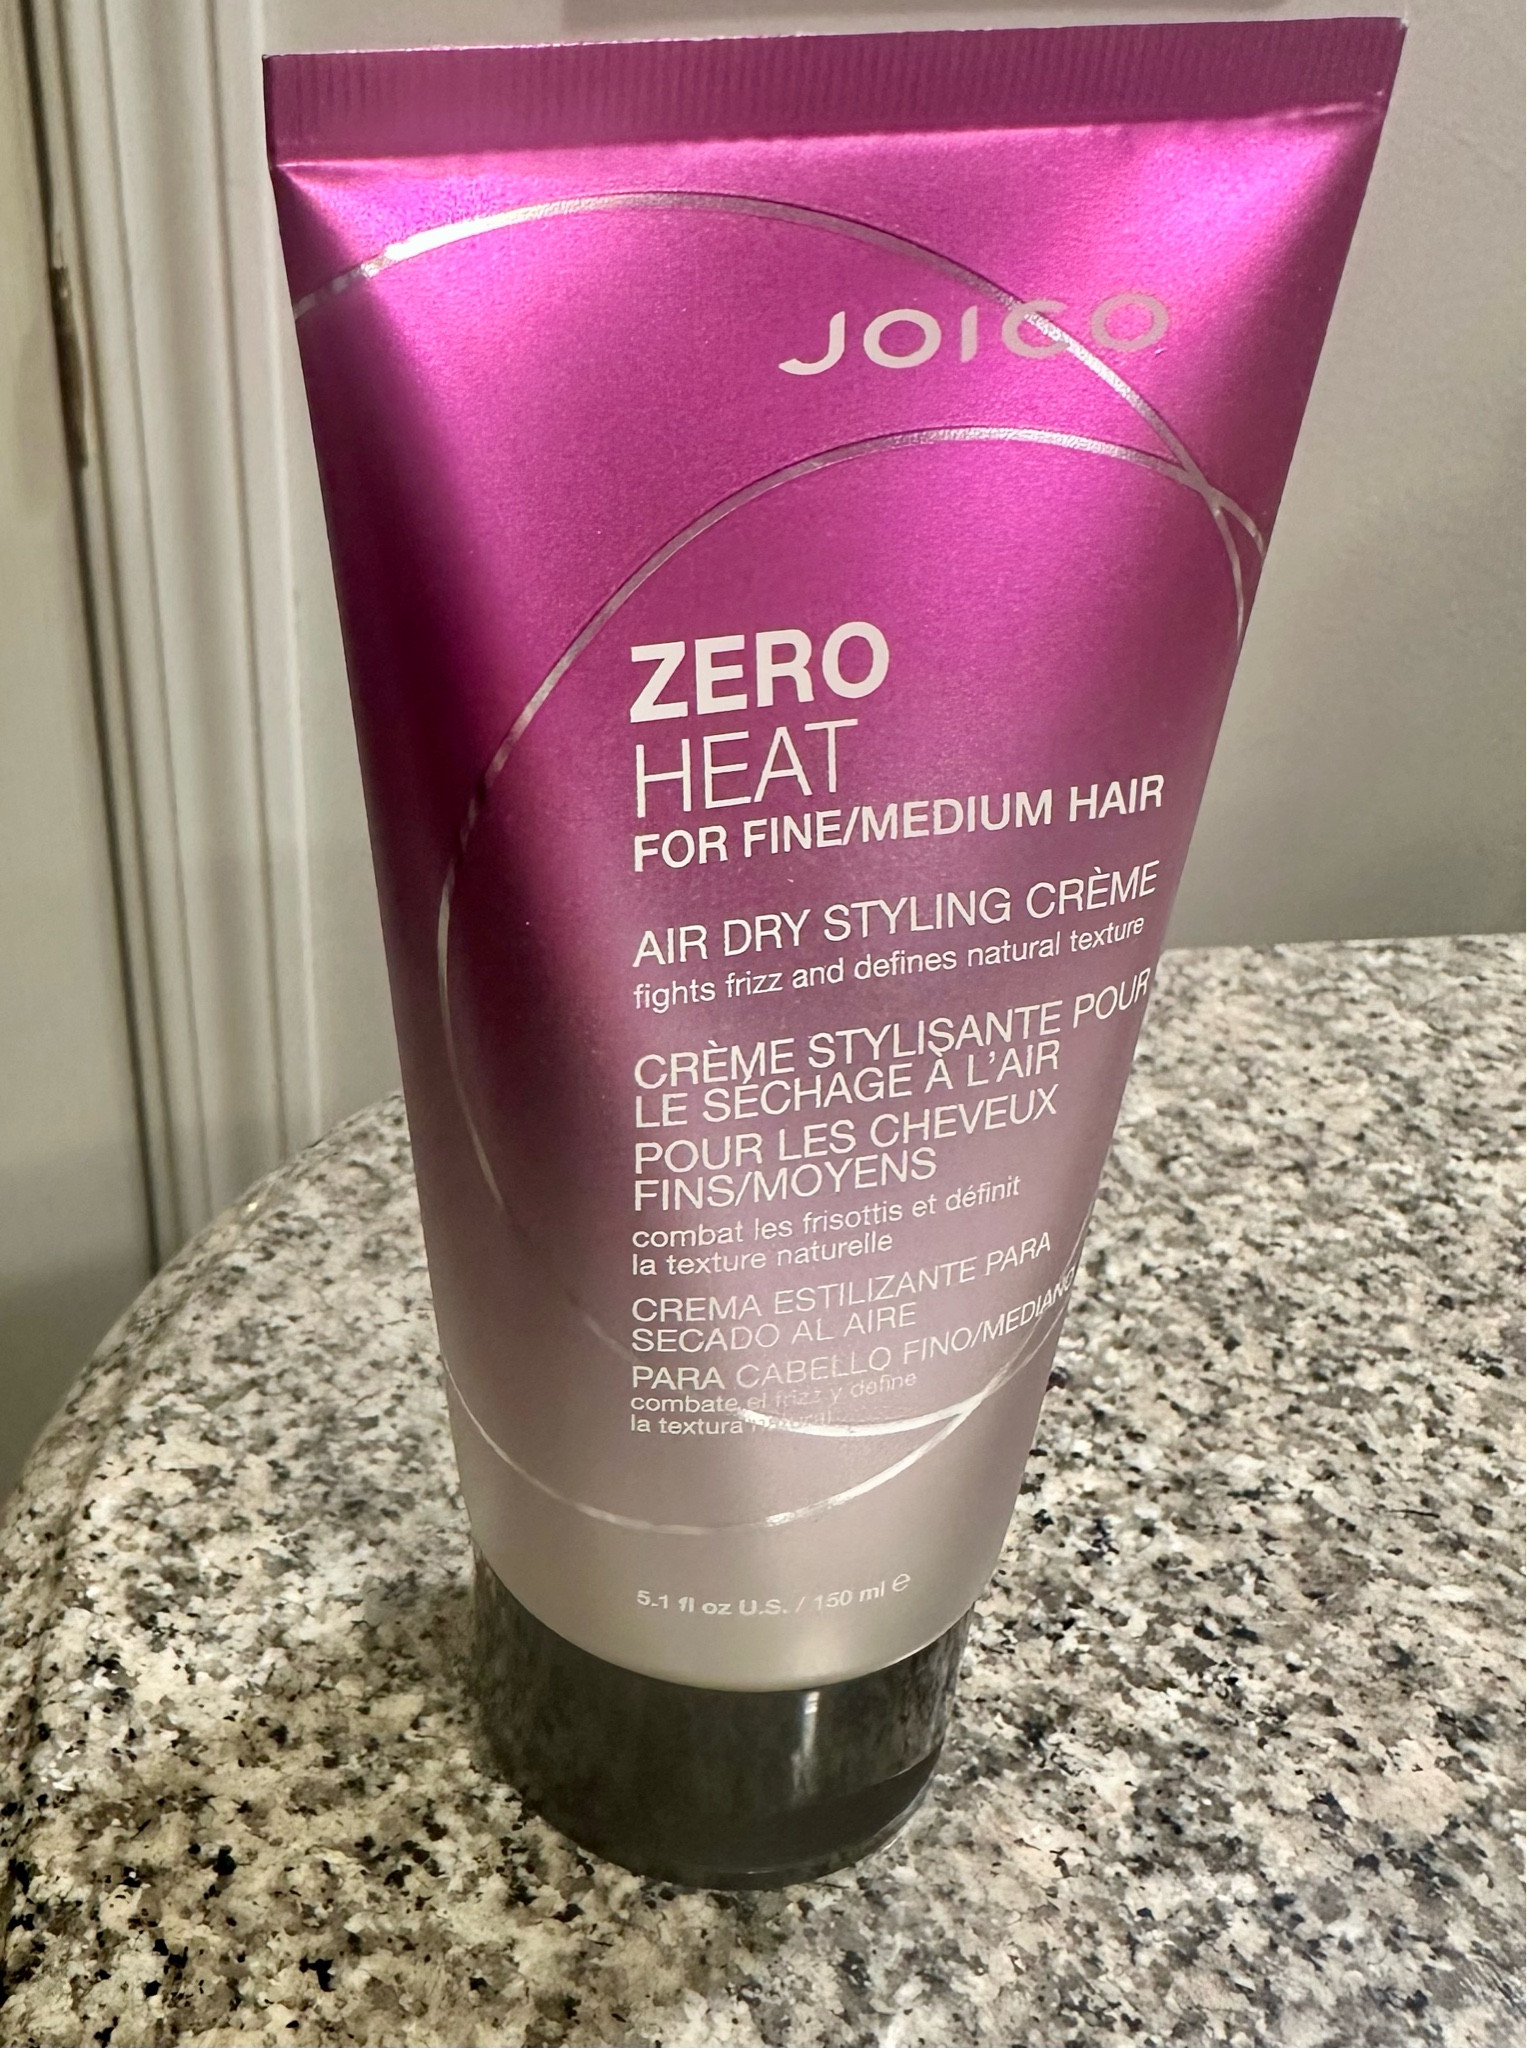 JOICO
ZERO
HEAT
FOR FINE/MEDIUM HAIR
AIR DRY STYLING CRÈME
fights frizz and defines natural texture
CRÈME STYLISANTE POUR
LE SÉCHAGE À L'AIR
POUR LES CHEVEUX
FINS/MOYENS
combat les frisottis et définit
la texture naturelle
CREMA ESTILIZANTE PARA
SECADO AL AIRE
PARA CABELLO FINO/MEDIANO
combate el frizz y define
la textura natural
5.1 fl oz U.S. / 150 ml ℮